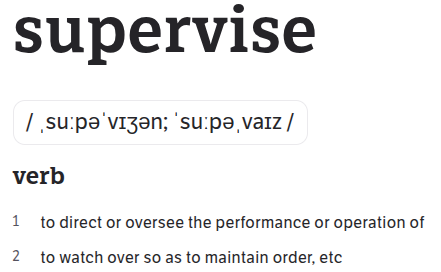 supervise
/ ˌsuːpəˈvɪʒən; ˈsuːpəˌvaɪz /
verb
1 to direct or oversee the performance or operation of
2 to watch over so as to maintain order, etc